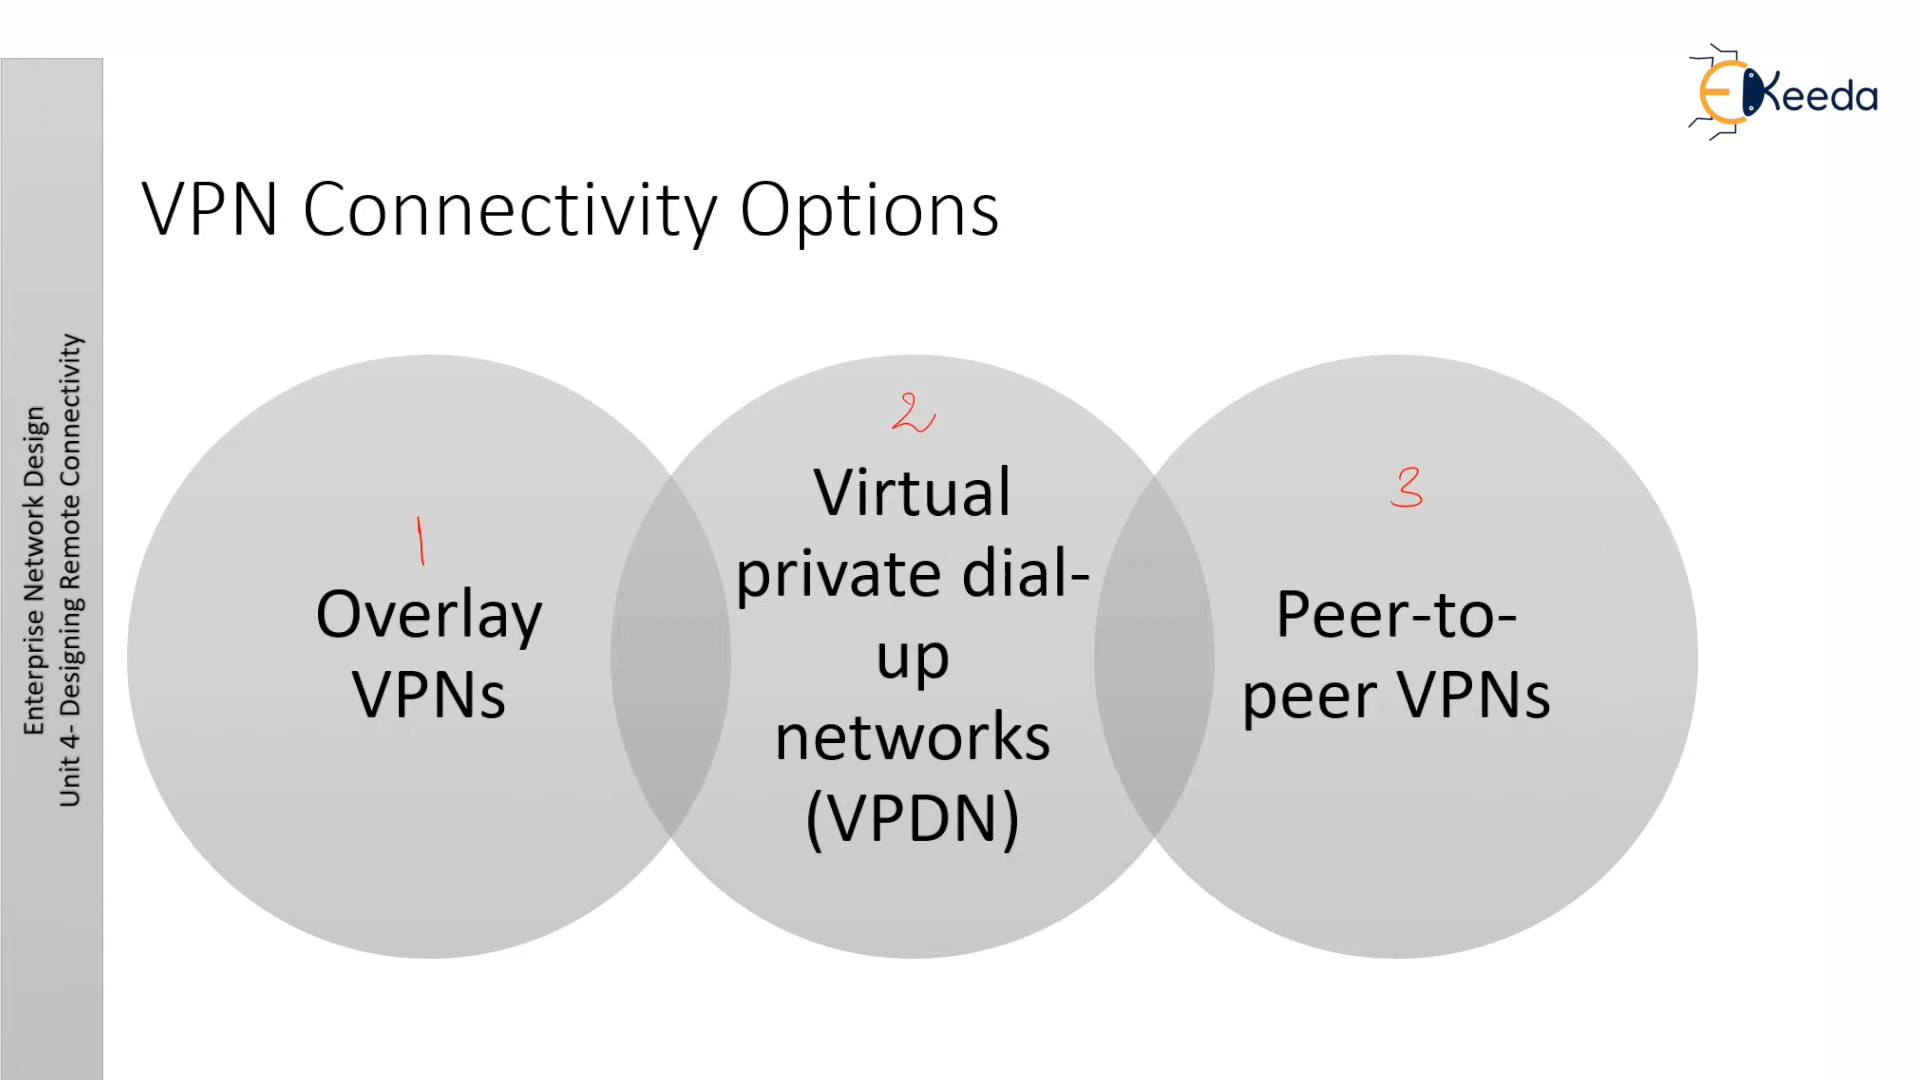 EKeeda
VPN Connectivity Options
Enterprise Network Design
Unit 4- Designing Remote Connectivity
1
Overlay
VPNs
2
Virtual
private dial-
up
networks
(VPDN)
3
Peer-to-
peer VPNs